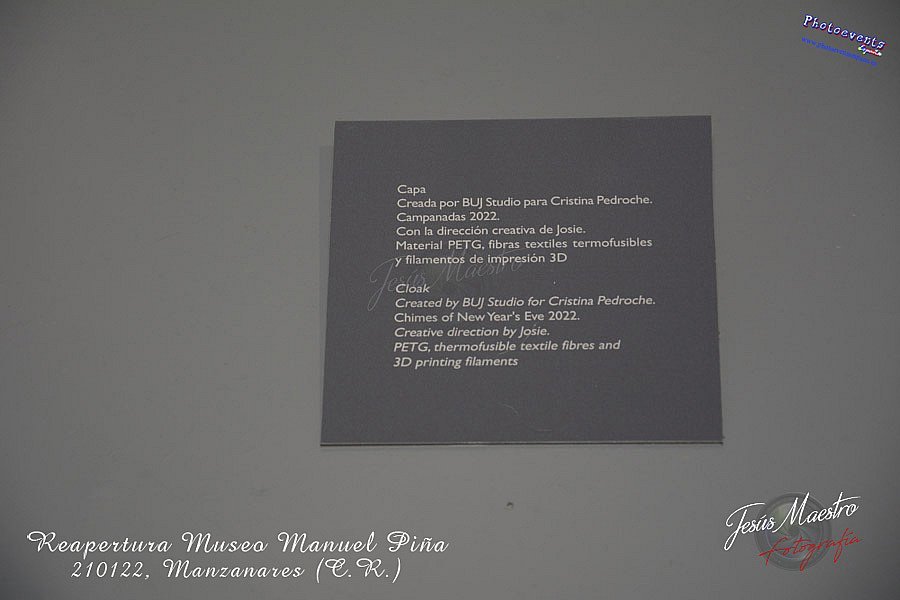 Photoevents
Capa
Creada por BUJ Studio para Cristina Pedroche.
Campanadas 2022.
Con la dirección creativa de Josie.
Material PETG, fibras textiles termofusibles
y filamentos de impresión 3D
Jesús Maestro
Cloak
Created by BUJ Studio for Cristina Pedroche.
Chimes of New Year's Eve 2022.
Creative direction by Josie.
PETG, thermofusible textile fibres and
3D printing filaments
Jesús Maestro
fotografía
Reapertura Museo Manuel Piña
210122, Manzanares (C.R.)